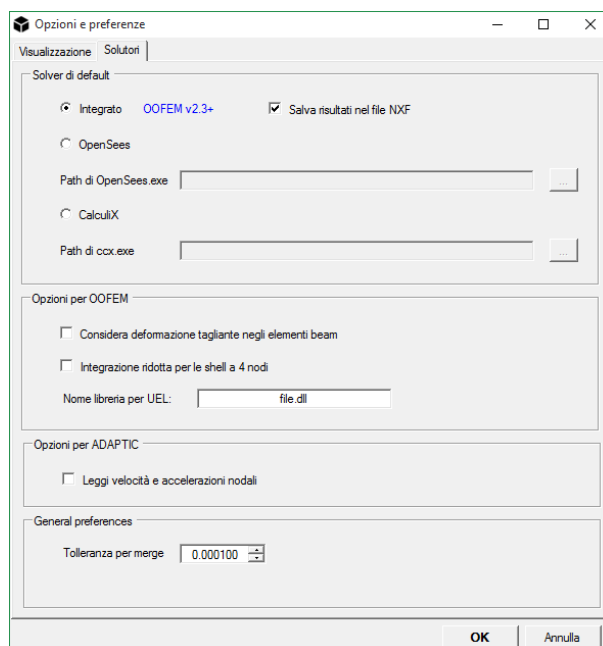 Opzioni e preferenze
Visualizzazione Solutori
Solver di default
Integrato OOFEM v2.3+ Salva risultati nel file NXF
OpenSees
Path di OpenSees.exe ...
CalculiX
Path di ccx.exe ...
Opzioni per OOFEM
Considera deformazione tagliante negli elementi beam
Integrazione ridotta per le shell a 4 nodi
Nome libreria per UEL: file.dll
Opzioni per ADAPTIC
Leggi velocità e accelerazioni nodali
General preferences
Tolleranza per merge 0.000100
OK Annulla